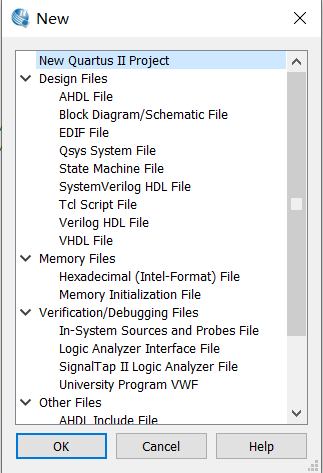 New
New Quartus II Project
Design Files
AHDL File
Block Diagram/Schematic File
EDIF File
Qsys System File
State Machine File
SystemVerilog HDL File
Tcl Script File
Verilog HDL File
VHDL File
Memory Files
Hexadecimal (Intel-Format) File
Memory Initialization File
Verification/Debugging Files
In-System Sources and Probes File
Logic Analyzer Interface File
SignalTap II Logic Analyzer File
University Program VWF
Other Files
AHDL Include File
OK Cancel Help